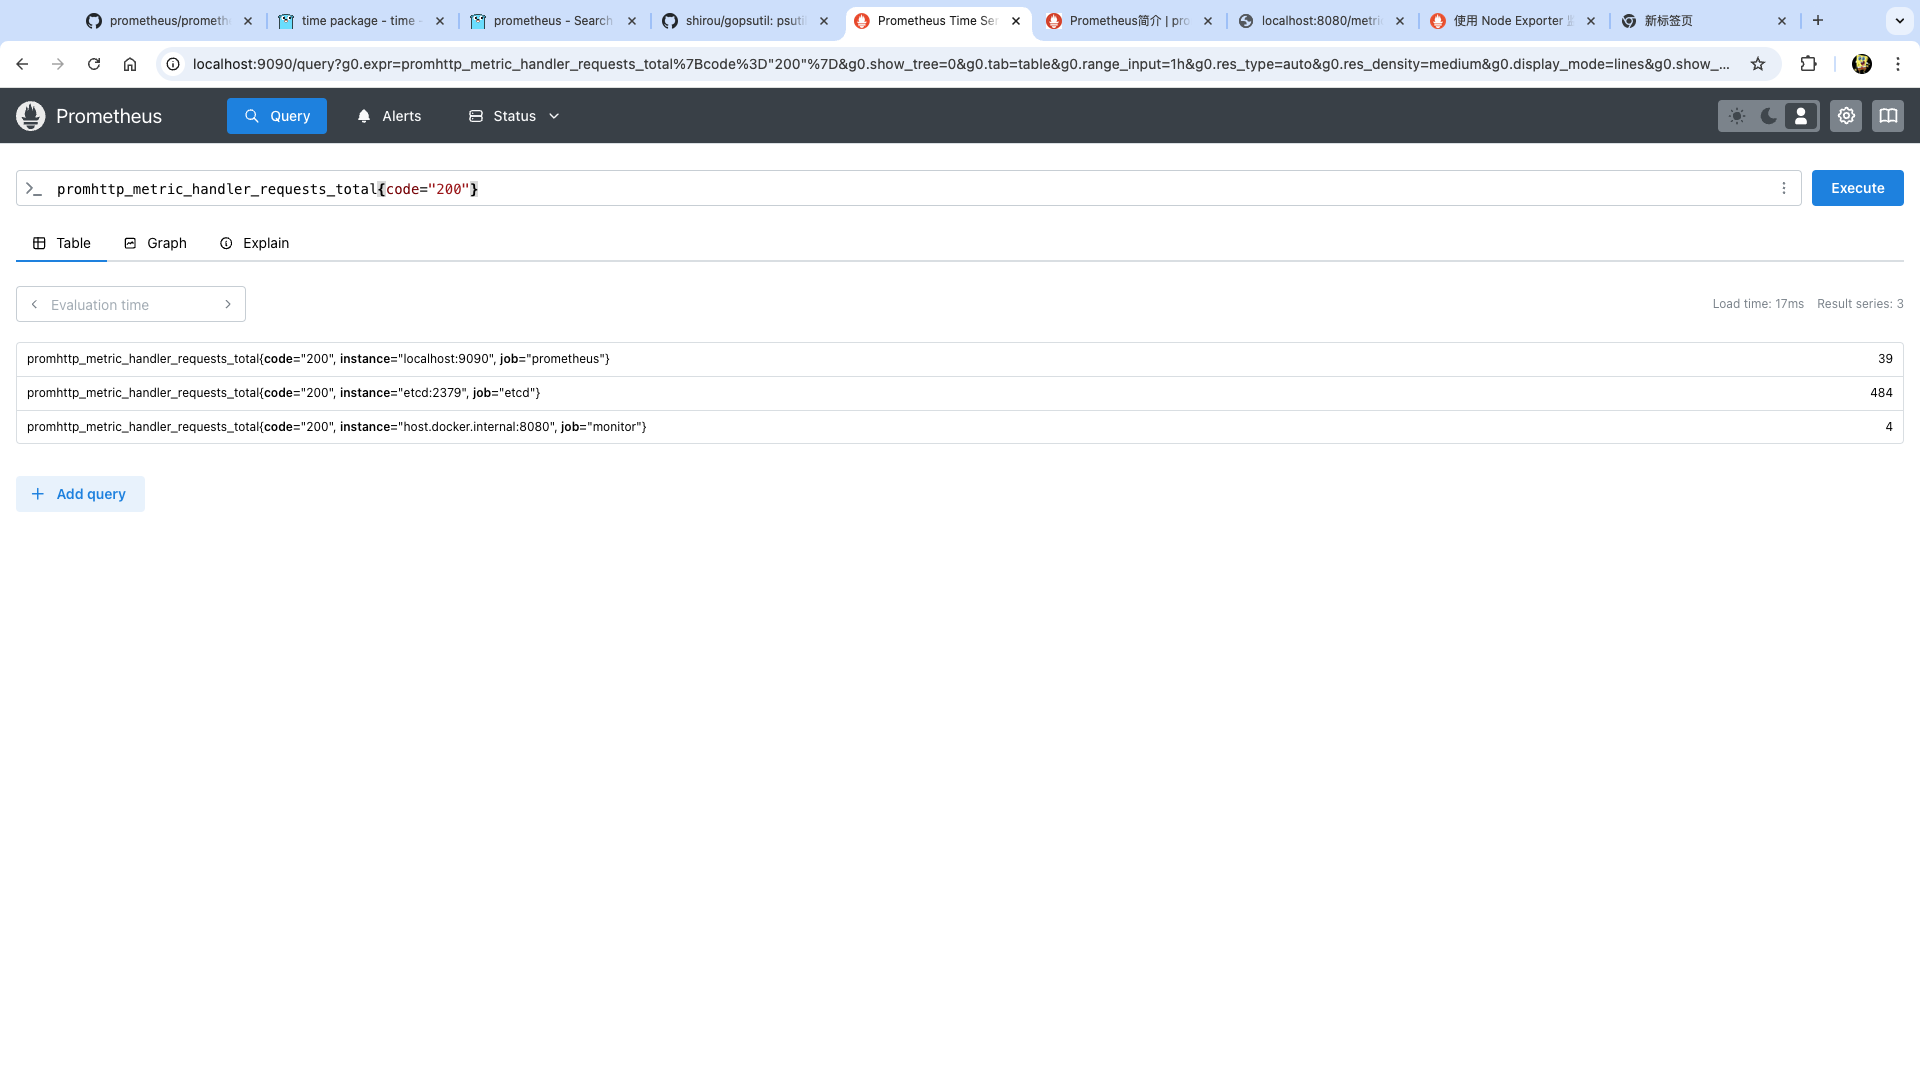 prometheus/prometh
time package - time -
prometheus - Search
shirou/gopsutil: psuti
Prometheus Time Ser
Prometheus简介 | pro
localhost:8080/metric
使用 Node Exporter
新标签页
localhost:9090/query?g0.expr=promhttp_metric_handler_requests_total%7Bcode%3D"200"%7D&g0.show_tree=0&g0.tab=table&g0.range_input=1h&g0.res_type=auto&g0.res_density=medium&g0.display_mode=lines&g0.show_...
Prometheus
Query
Alerts
Status
promhttp_metric_handler_requests_total{code="200"}
Execute
Table
Graph
Explain
Evaluation time
Load time: 17ms Result series: 3
promhttp_metric_handler_requests_total{code="200", instance="localhost:9090", job="prometheus"} 39
promhttp_metric_handler_requests_total{code="200", instance="etcd:2379", job="etcd"} 484
promhttp_metric_handler_requests_total{code="200", instance="host.docker.internal:8080", job="monitor"} 4
Add query